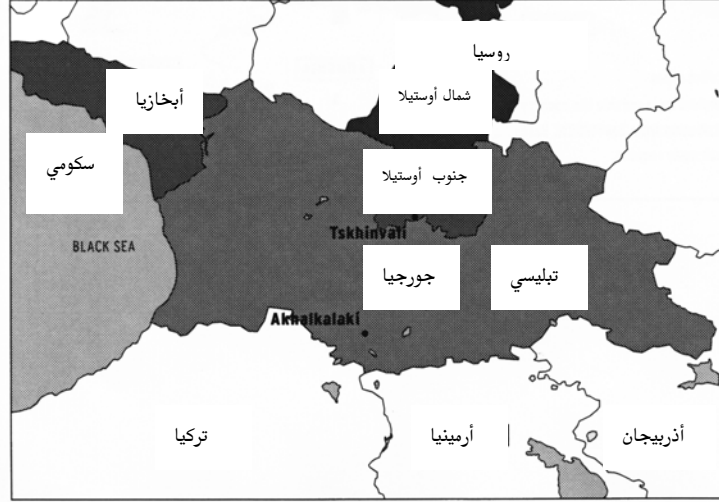 روسيا
شمال أوستيلا
أبخازيا
سكومي
جنوب أوستيلا
Tskhinvali
BLACK SEA
تبليسي
جورجيا
Akhalkalaki
تركيا
أرمينيا
أذربيجان